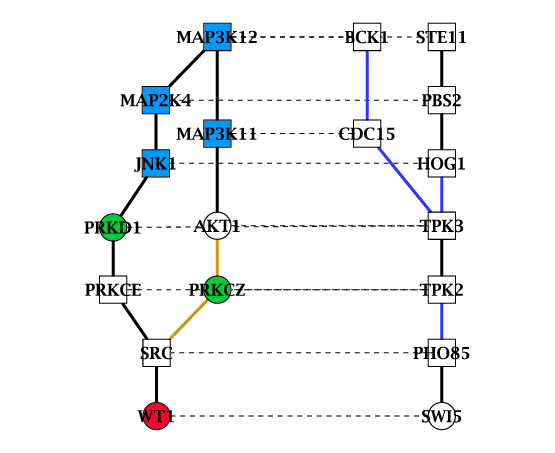 MAP3K12 BCK1 STE11
MAP2K4 PBS2
MAP3K11 CDC15
JNK1 HOG1
PRKD1 AKT1 TPK3
PRKCE PRKCZ TPK2
SRC PHO85
WT1 SWI5